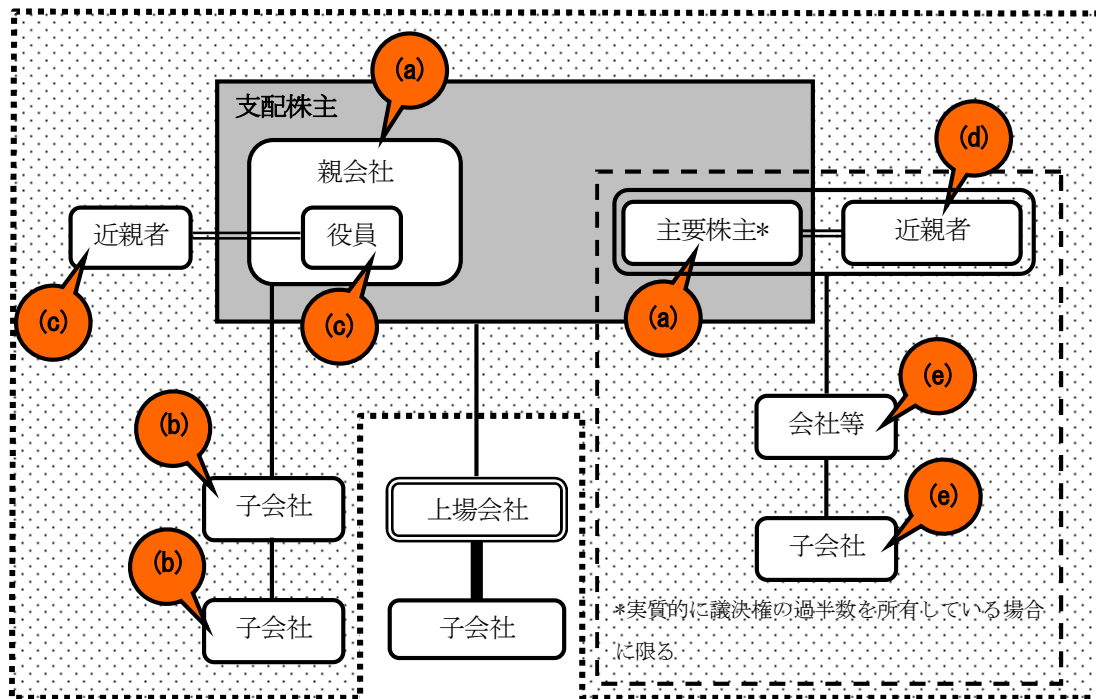 (a)
支配株主
(d)
親会社
近親者
役員
主要株主*
近親者
(c)
(c)
(a)
(e)
会社等
(b)
(e)
子会社
上場会社
子会社
(b)
子会社
子会社
*実質的に議決権の過半数を所有している場合
に限る